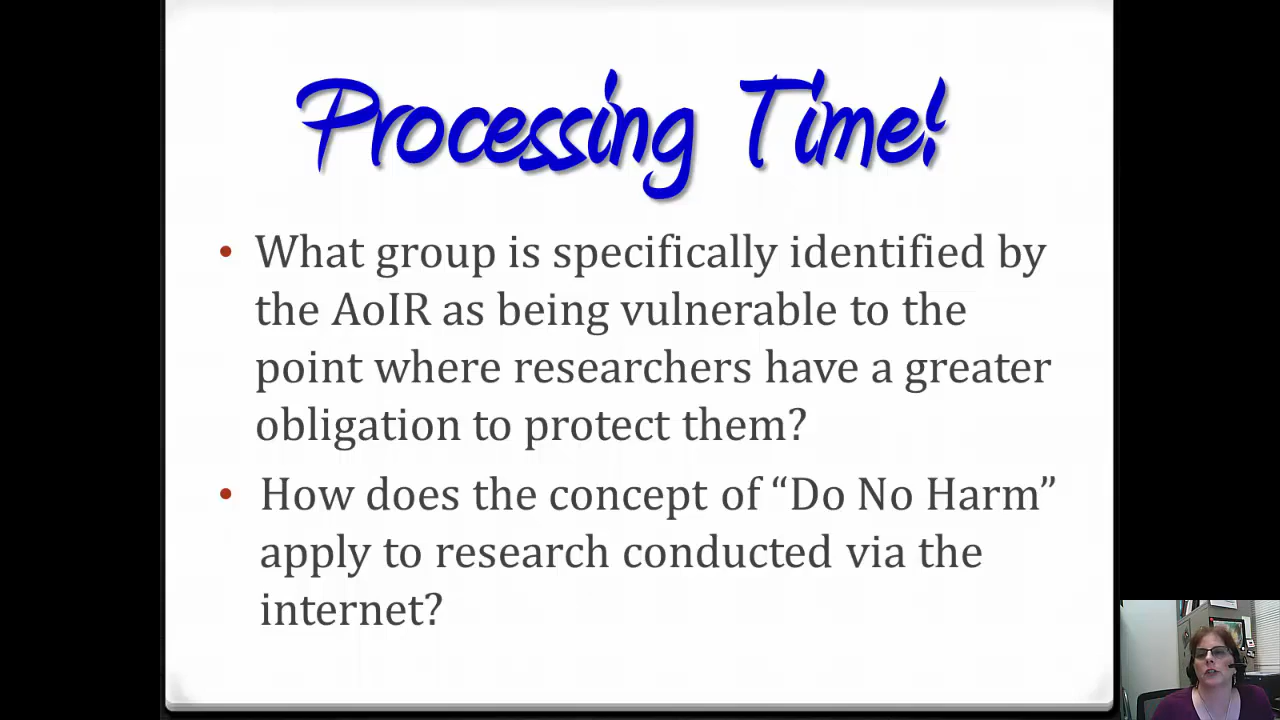 Processing Time!
• What group is specifically identified by
the AoIR as being vulnerable to the
point where researchers have a greater
obligation to protect them?
• How does the concept of “Do No Harm”
apply to research conducted via the
internet?